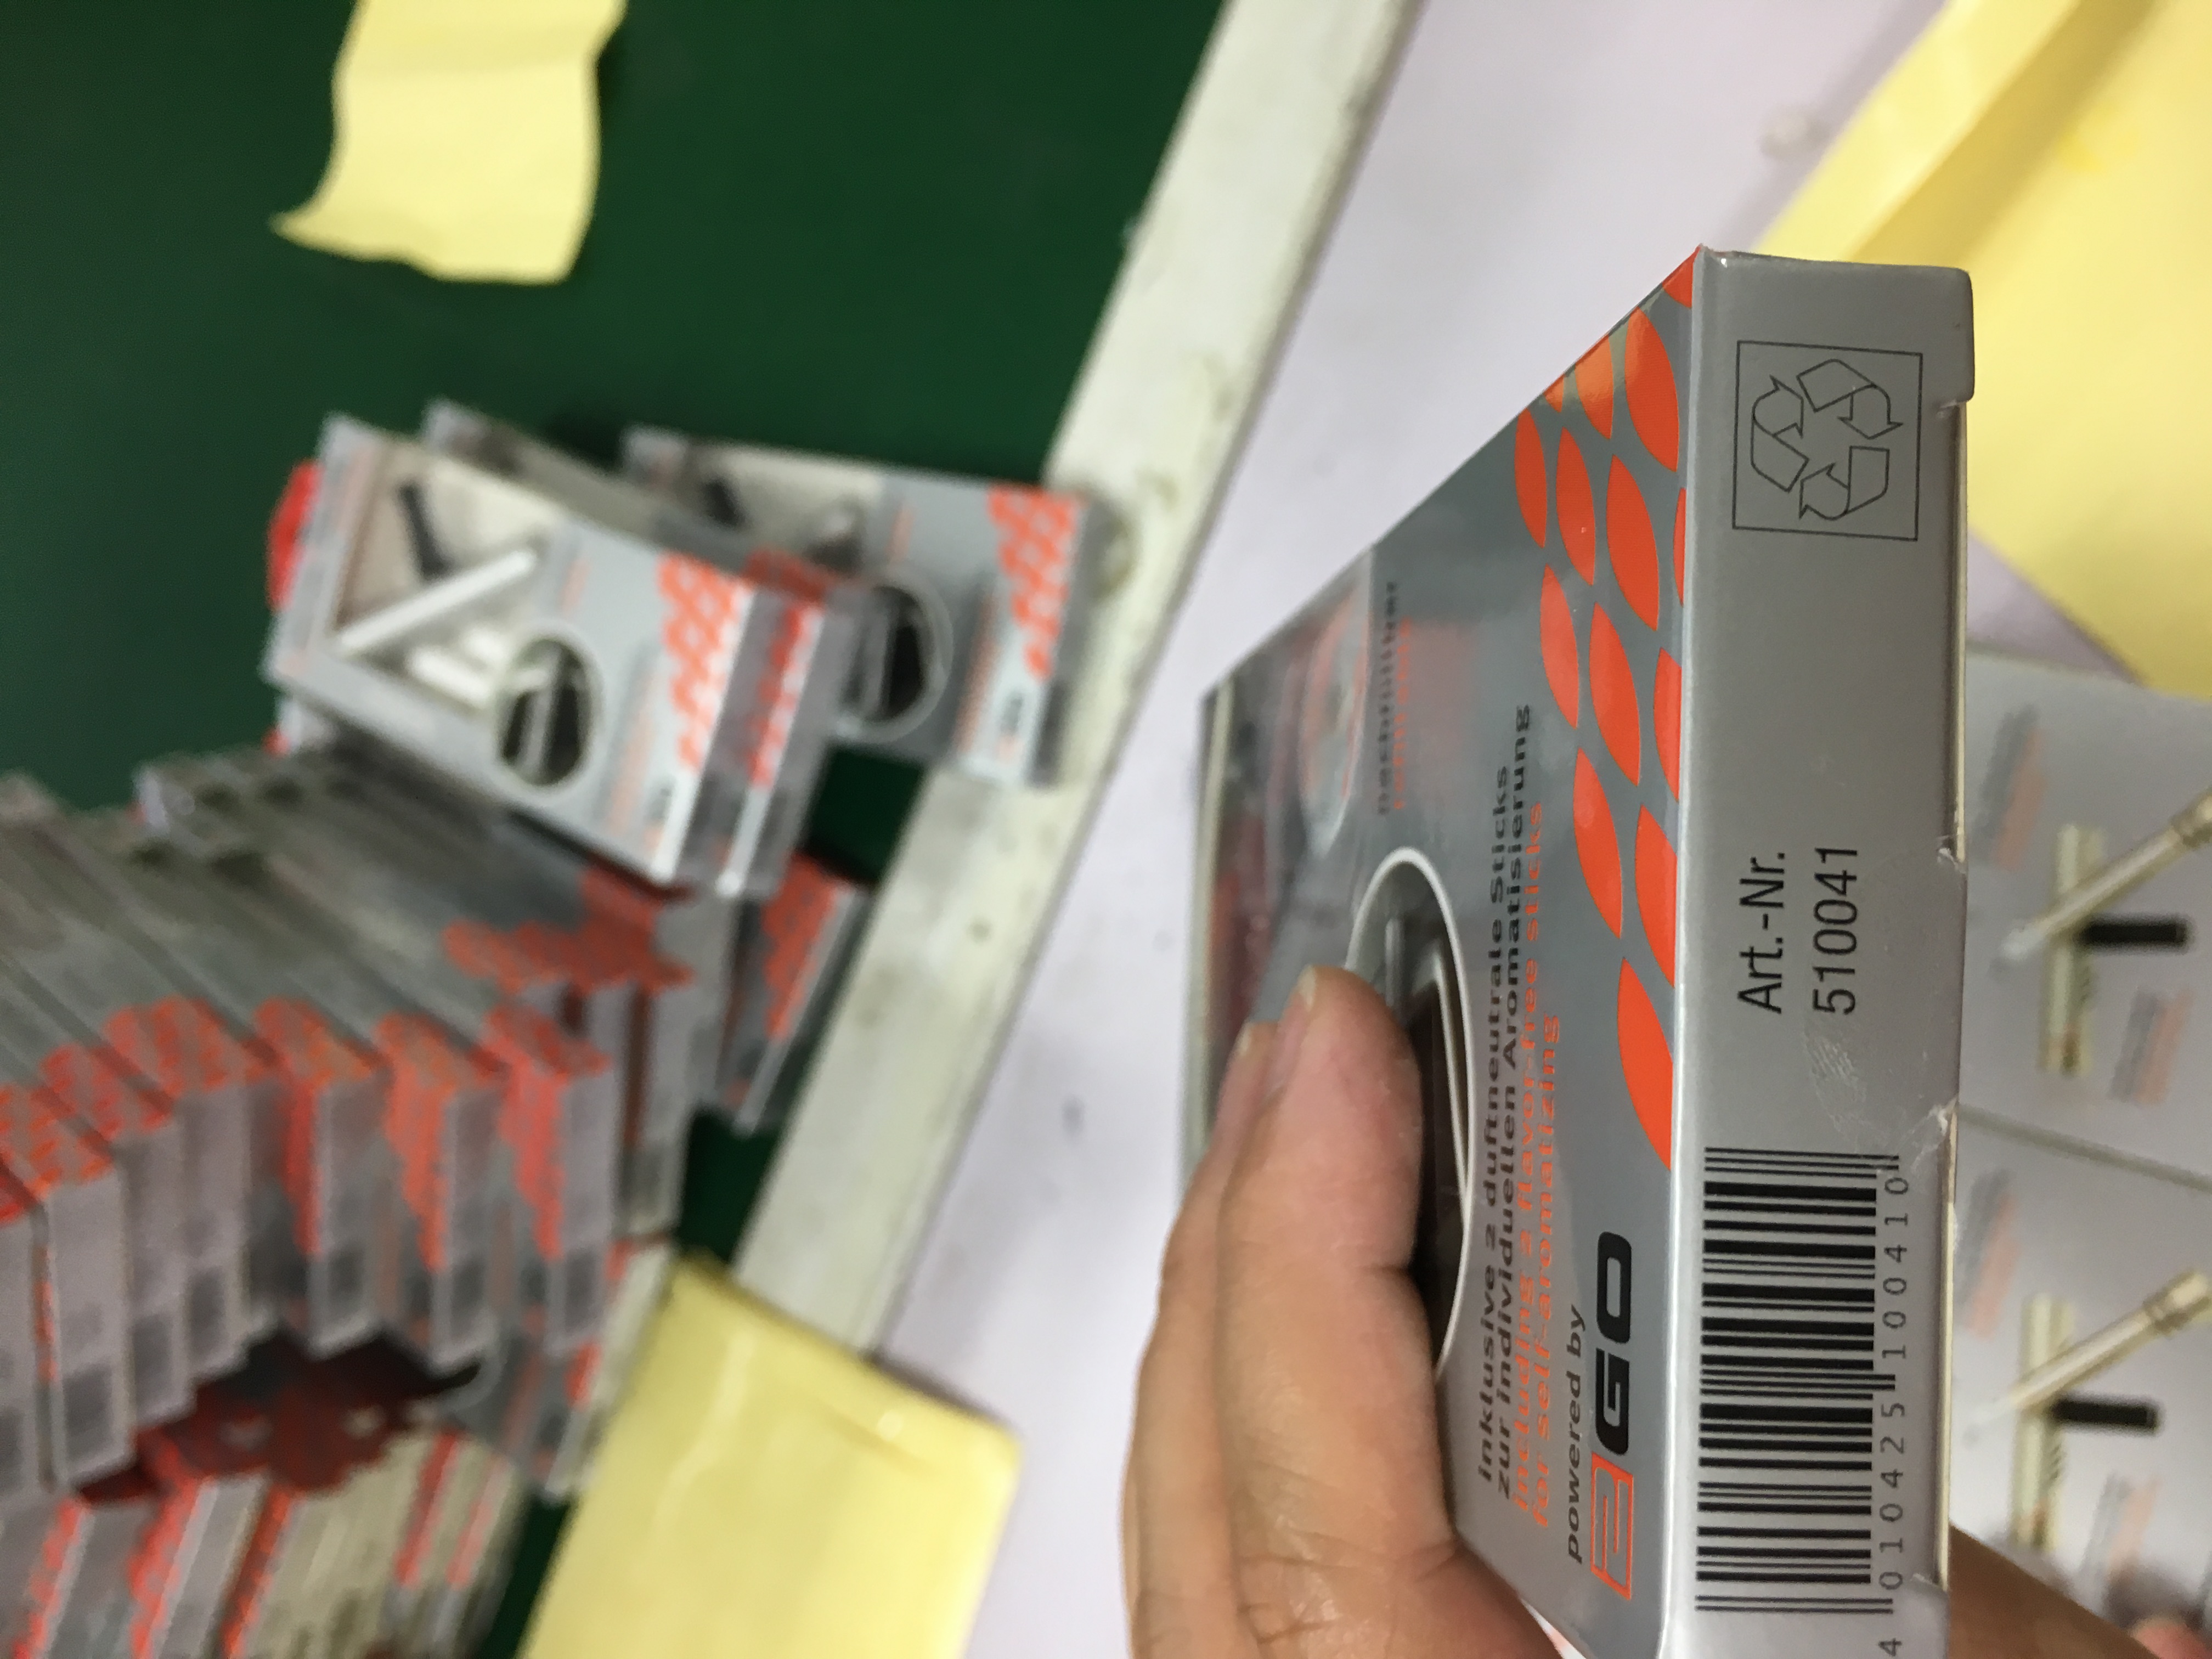 inklusive 2 duftneutrale Sticks
zur individuellen Aromatisierung
including 2 flavor-free sticks
for self-aromatizing
powered by
EGO
Art.-Nr.
510041
4 010425 100410